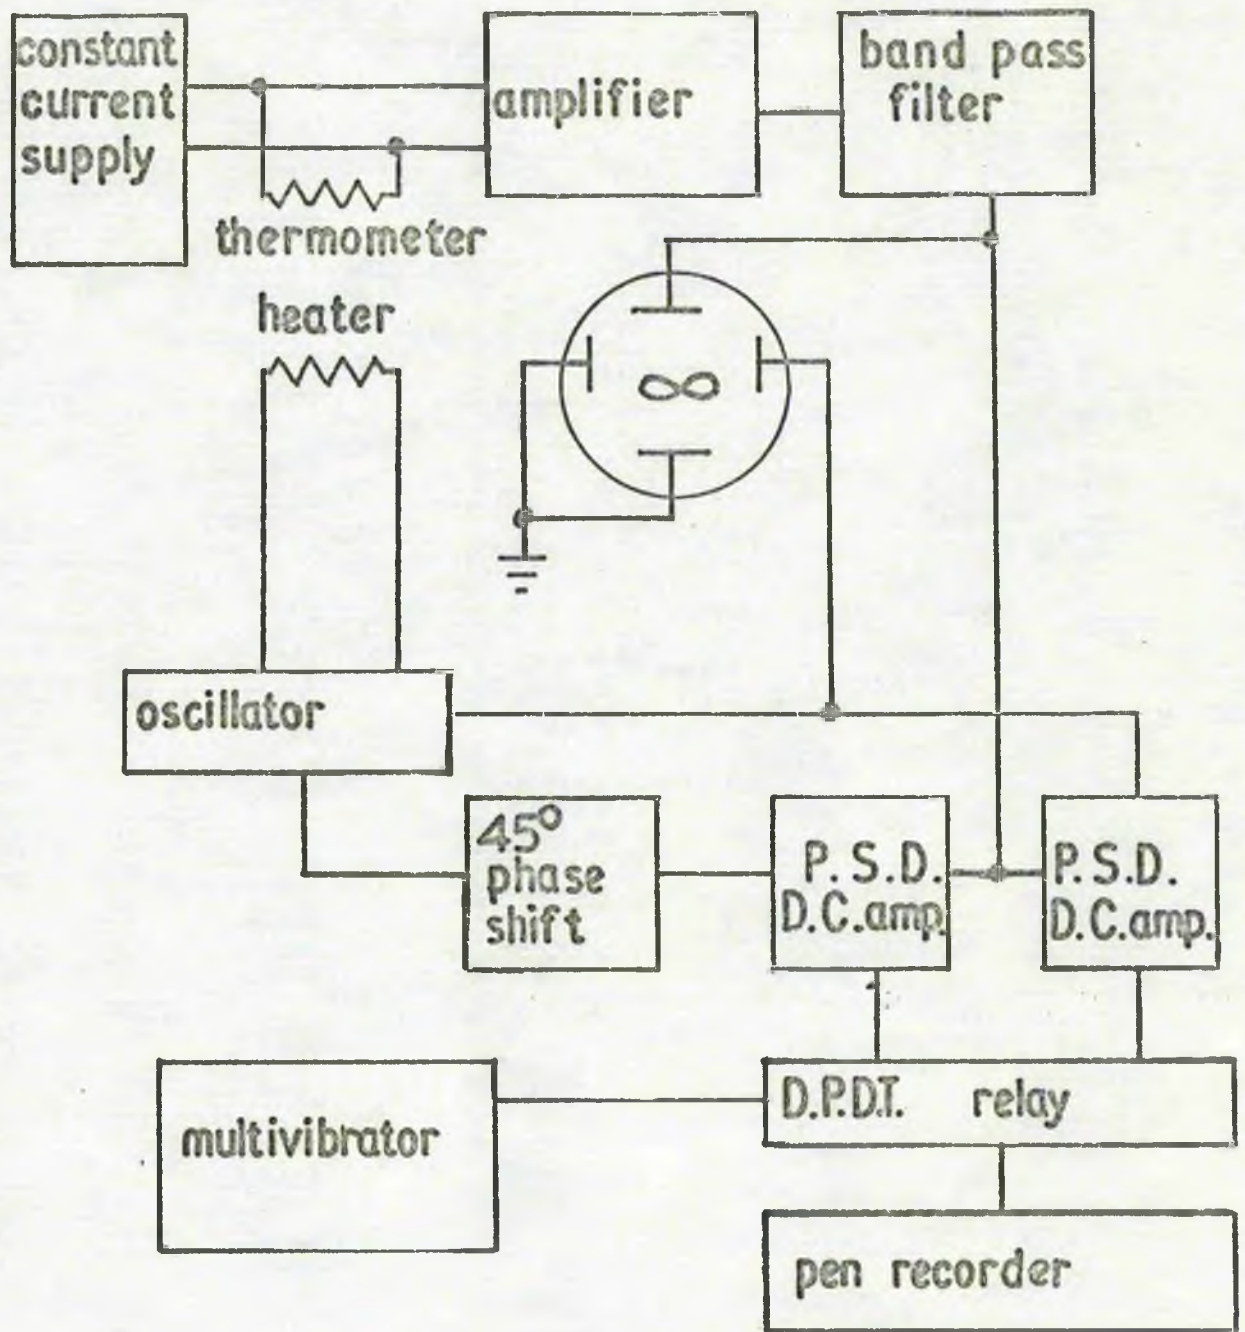 constant
current
supply
amplifier
band pass
filter
thermometer
heater
oscillator
45°
phase
shift
P.S.D.
D.C.amp.
P.S.D.
D.C.amp.
multivibrator
D.P.D.T. relay
pen recorder